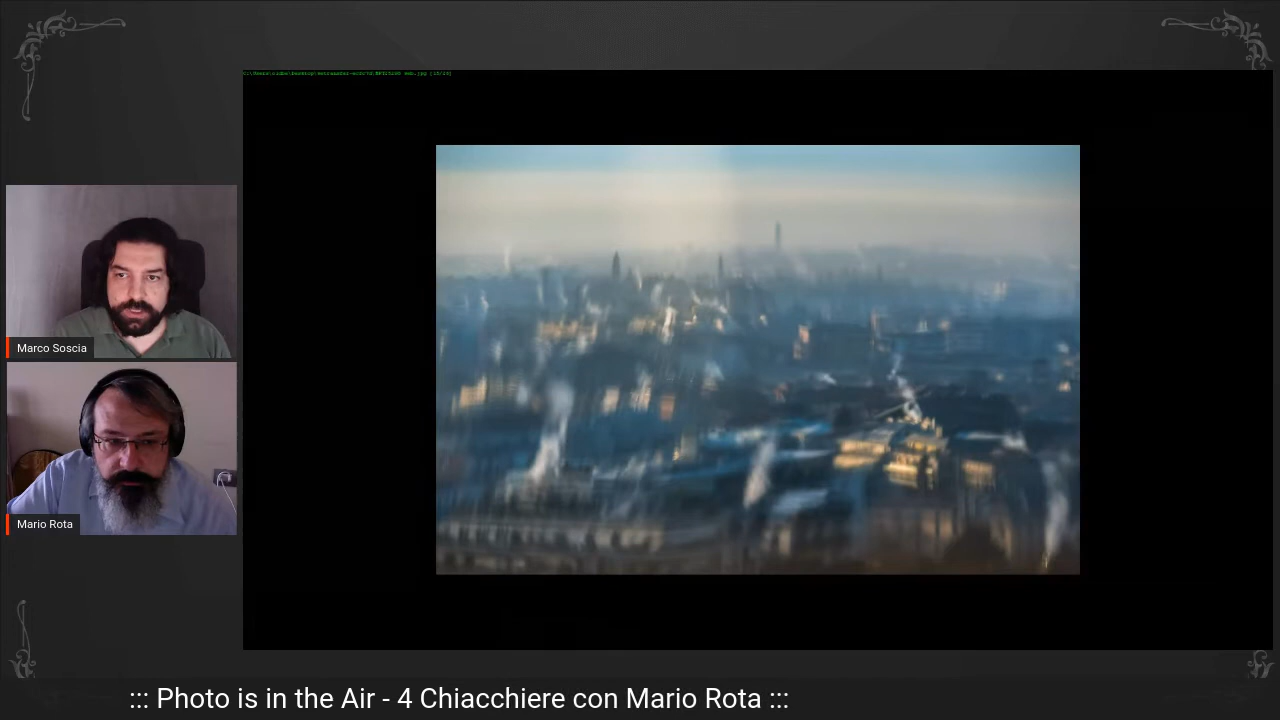 Marco Soscia
Mario Rota
::: Photo is in the Air - 4 Chiacchiere con Mario Rota :::